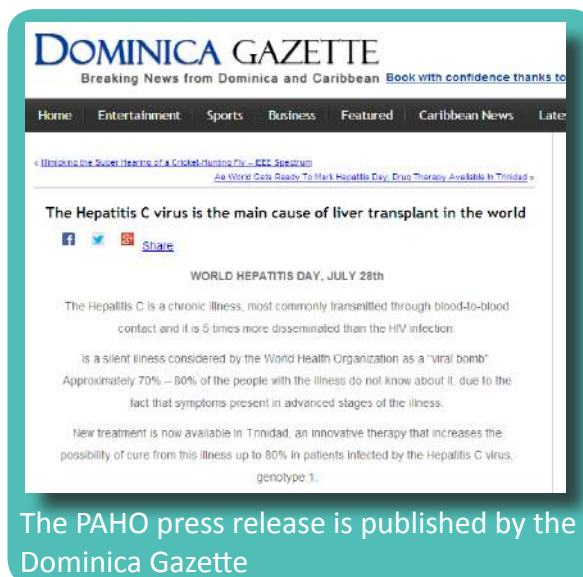 DOMINICA GAZETTE
Breaking News from Dominica and Caribbean Book with confidence thanks to
Home Entertainment Sports Business Featured Caribbean News Late
« Mimicking the Super Hearing of a Cricket-Hunting Fly – IEEE Spectrum
As World Gets Ready To Mark Hepatitis Day, Drug Therapy Available In Trinidad »
The Hepatitis C virus is the main cause of liver transplant in the world
Share
WORLD HEPATITIS DAY, JULY 28th
The Hepatitis C is a chronic illness, most commonly transmitted through blood-to-blood
contact and it is 5 times more disseminated than the HIV infection.
Is a silent illness considered by the World Health Organization as a “viral bomb”
Approximately 70% – 80% of the people with the illness do not know about it, due to the
fact that symptoms present in advanced stages of the illness.
New treatment is now available in Trinidad, an innovative therapy that increases the
possibility of cure from this illness up to 80% in patients infected by the Hepatitis C virus,
genotype 1.
The PAHO press release is published by the
Dominica Gazette